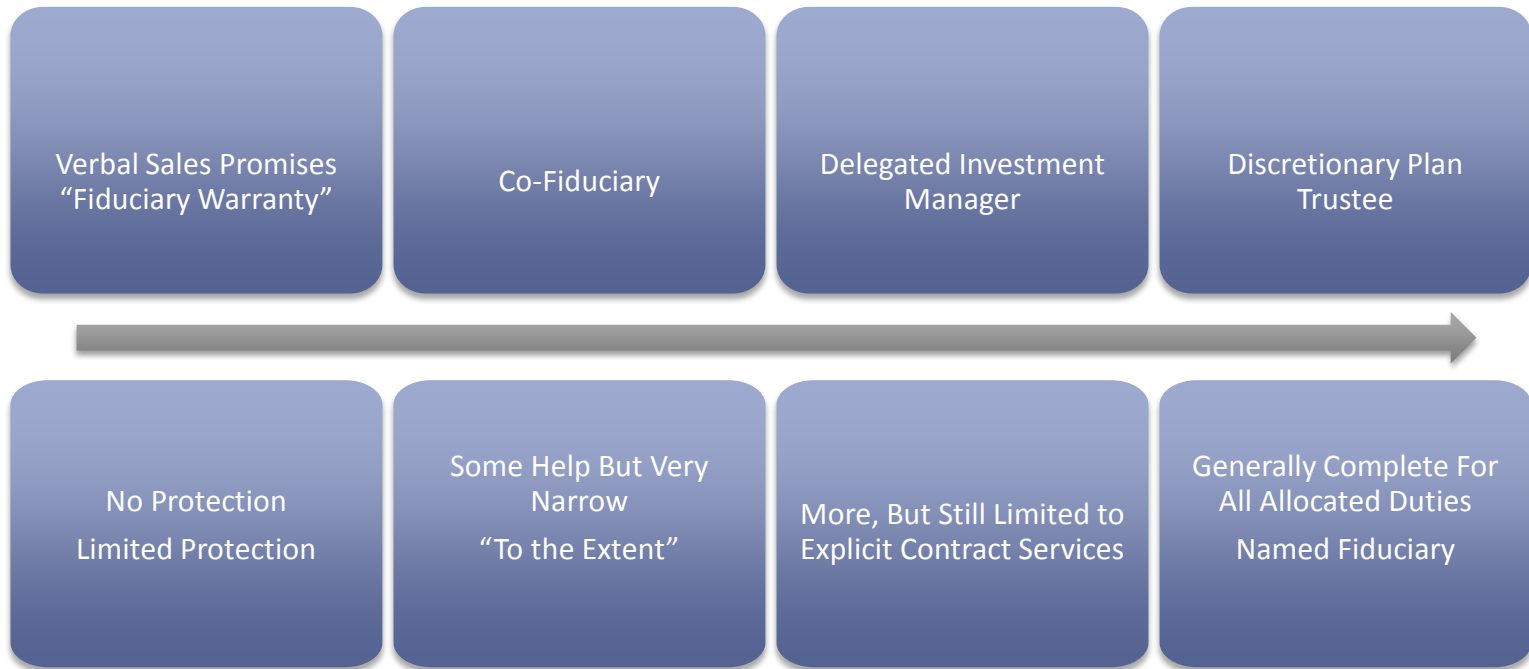 Verbal Sales Promises
“Fiduciary Warranty”
Co-Fiduciary
Delegated Investment
Manager
Discretionary Plan
Trustee
No Protection
Limited Protection
Some Help But Very
Narrow
“To the Extent”
More, But Still Limited to
Explicit Contract Services
Generally Complete For
All Allocated Duties
Named Fiduciary